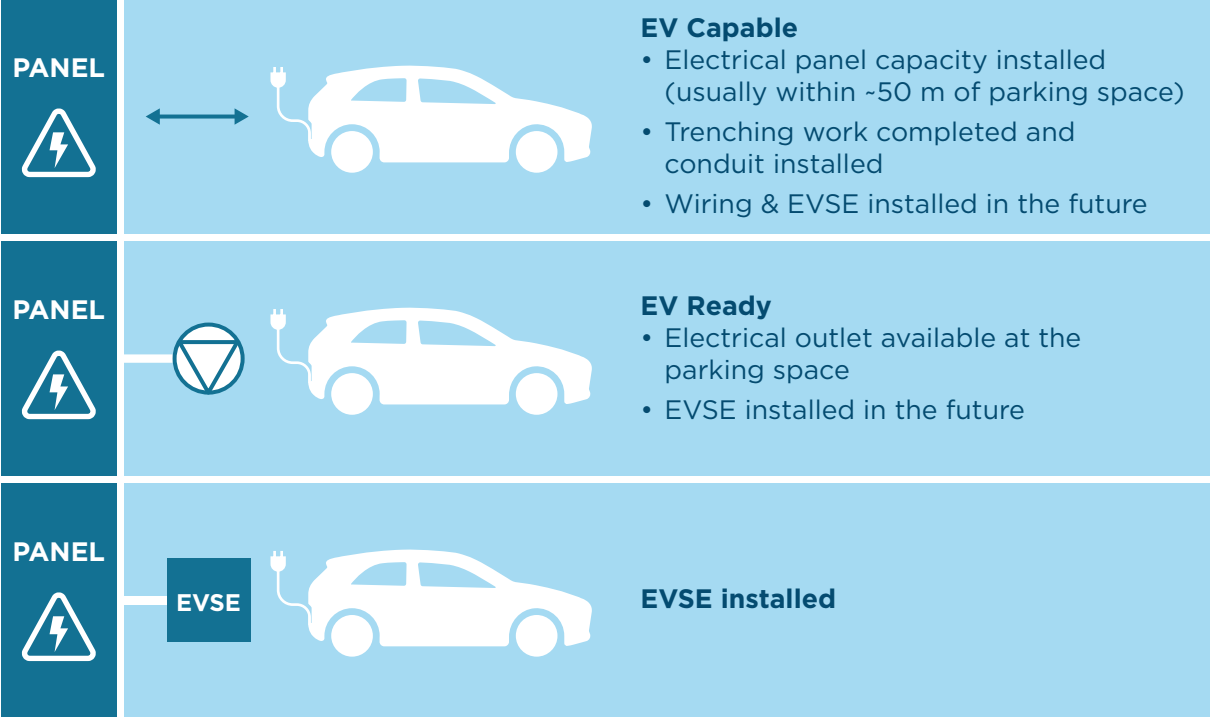 PANEL
EV Capable
• Electrical panel capacity installed
(usually within ~50 m of parking space)
• Trenching work completed and
conduit installed
• Wiring & EVSE installed in the future
PANEL
EV Ready
• Electrical outlet available at the
parking space
• EVSE installed in the future
PANEL
EVSE
EVSE installed